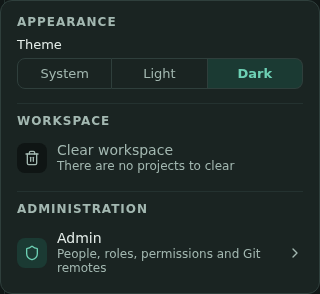 APPEARANCE
Theme
System Light Dark
WORKSPACE
Clear workspace
There are no projects to clear
ADMINISTRATION
Admin
People, roles, permissions and Git
remotes